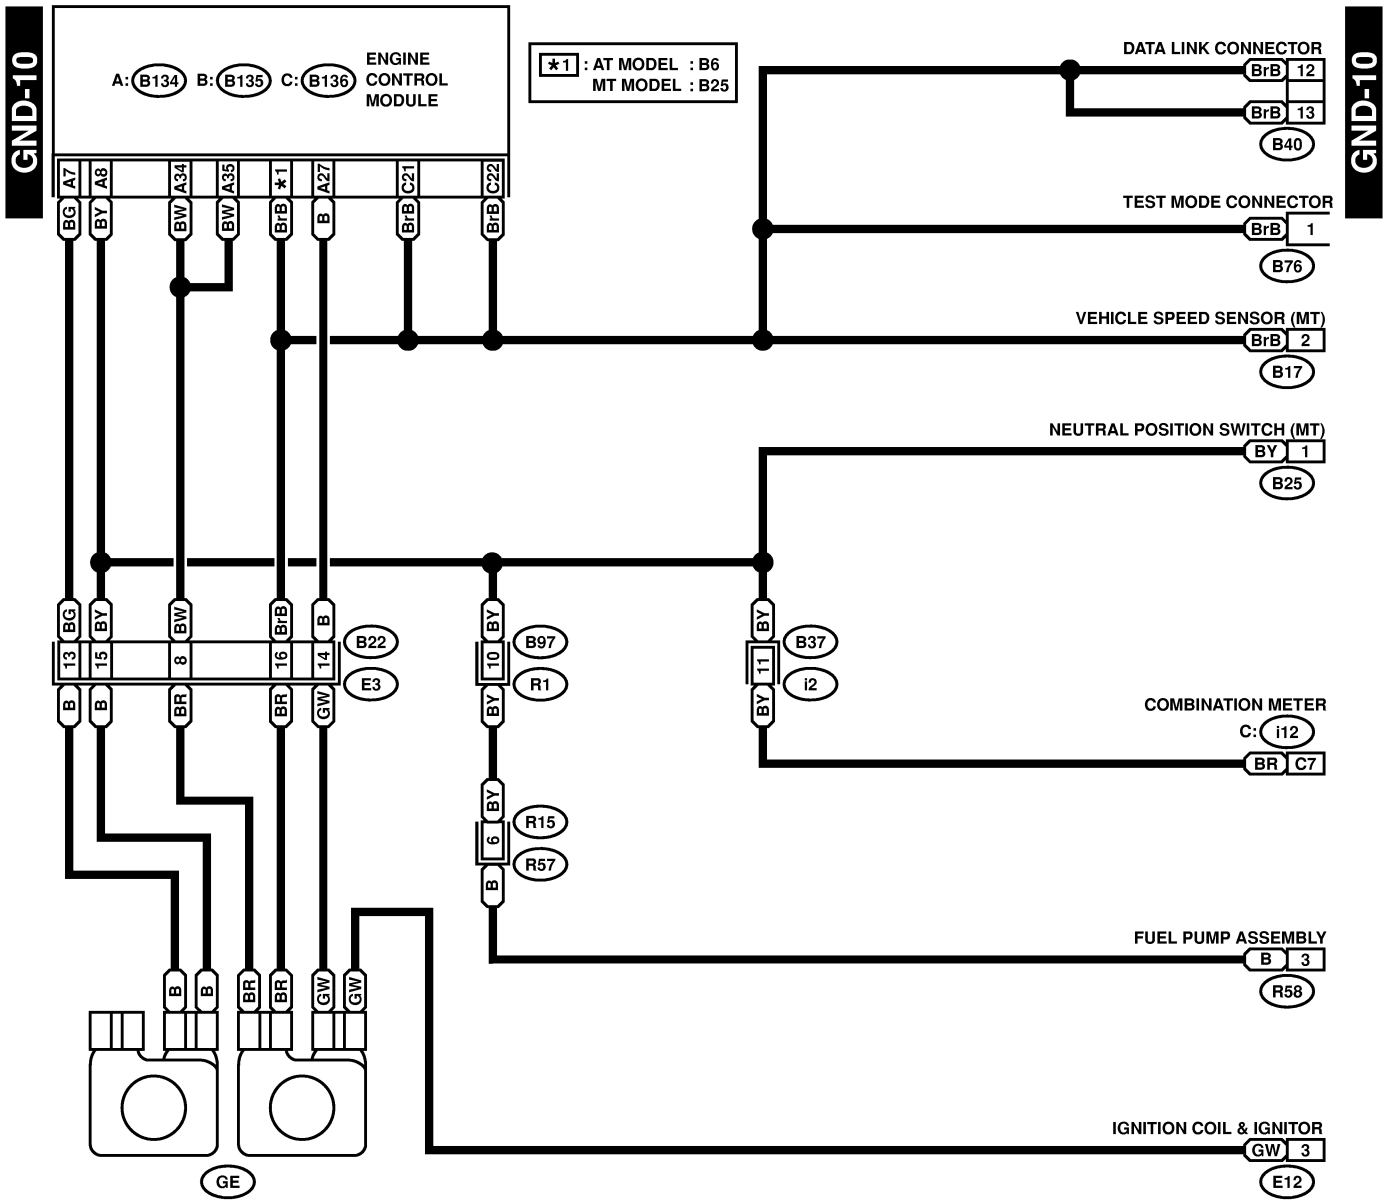 GND-10
A: B134 B: B135 C: B136
ENGINE
CONTROL
MODULE
*1 : AT MODEL : B6
MT MODEL : B25
A7 A8 A34 A35 *1 A27 C21 C22
BG BY BW BW BrB B BrB BrB
DATA LINK CONNECTOR
BrB 12
BrB 13
B40
GND-10
TEST MODE CONNECTOR
BrB 1
B76
VEHICLE SPEED SENSOR (MT)
BrB 2
B17
NEUTRAL POSITION SWITCH (MT)
BY 1
B25
BG BY BW BrB B BY BY
13 15 8 16 14 B22 10 B97 11 B37
E3 R1 i2
B B BR BR GW BY BY
COMBINATION METER
C: i12
BR C7
BY
6 R15
R57
B
FUEL PUMP ASSEMBLY
B 3
R58
B B BR BR GW GW
IGNITION COIL & IGNITOR
GW 3
E12
GE